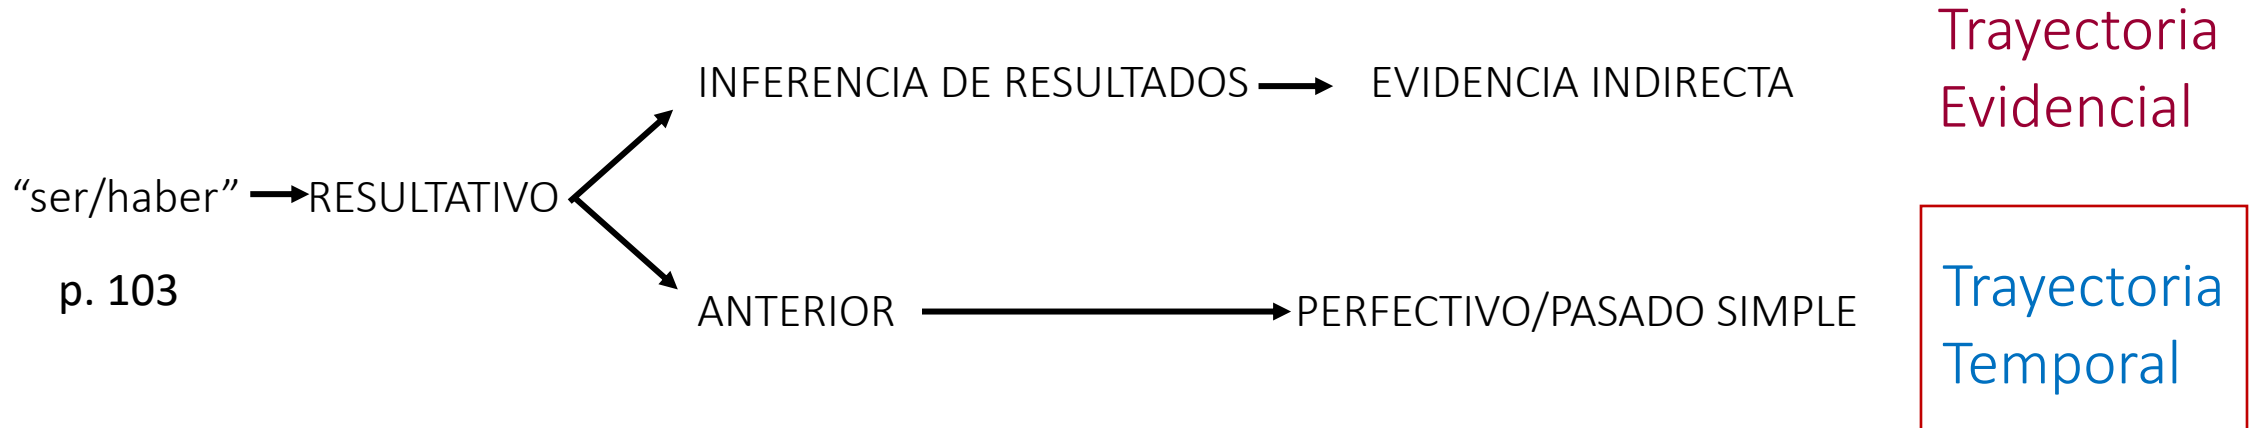 Trayectoria
Evidencial
INFERENCIA DE RESULTADOS
EVIDENCIA INDIRECTA
“ser/haber”
RESULTATIVO
p. 103
ANTERIOR
PERFECTIVO/PASADO SIMPLE
Trayectoria
Temporal